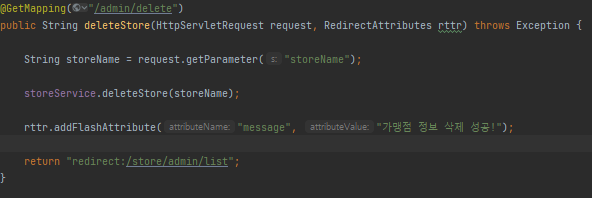 @GetMapping("/admin/delete")
public String deleteStore(HttpServletRequest request, RedirectAttributes rttr) throws Exception {
String storeName = request.getParameter( s: "storeName");
storeService.deleteStore(storeName);
rttr.addFlashAttribute( attributeName: "message", attributeValue: "가맹점 정보 삭제 성공!");
return "redirect:/store/admin/list";
}